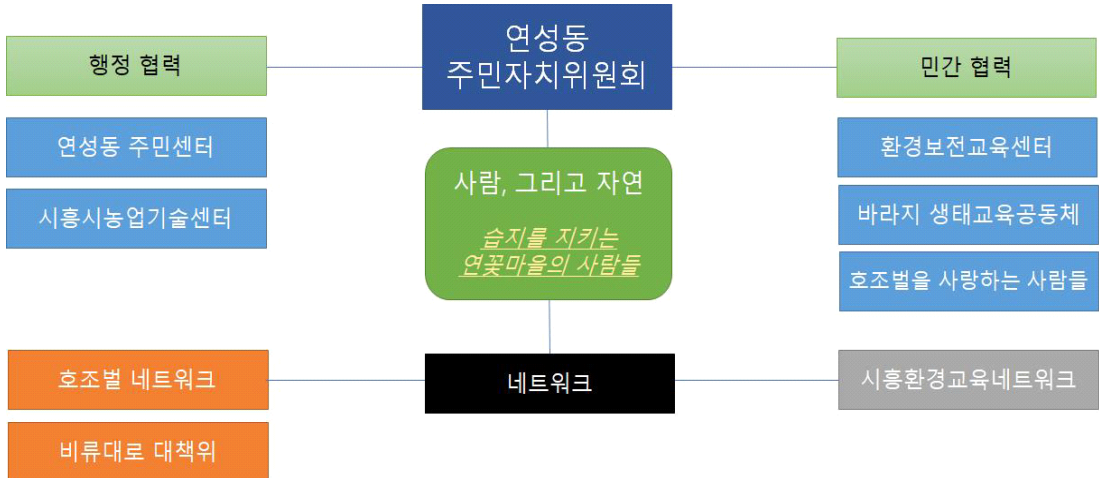 연성동
주민자치위원회
행정 협력
민간 협력
연성동 주민센터
시흥시농업기술센터
사람, 그리고 자연
습지를 지키는
연꽃마을의 사람들
환경보전교육센터
바라지 생태교육공동체
호조벌을 사랑하는 사람들
호조벌 네트워크
네트워크
시흥환경교육네트워크
비류대로 대책위